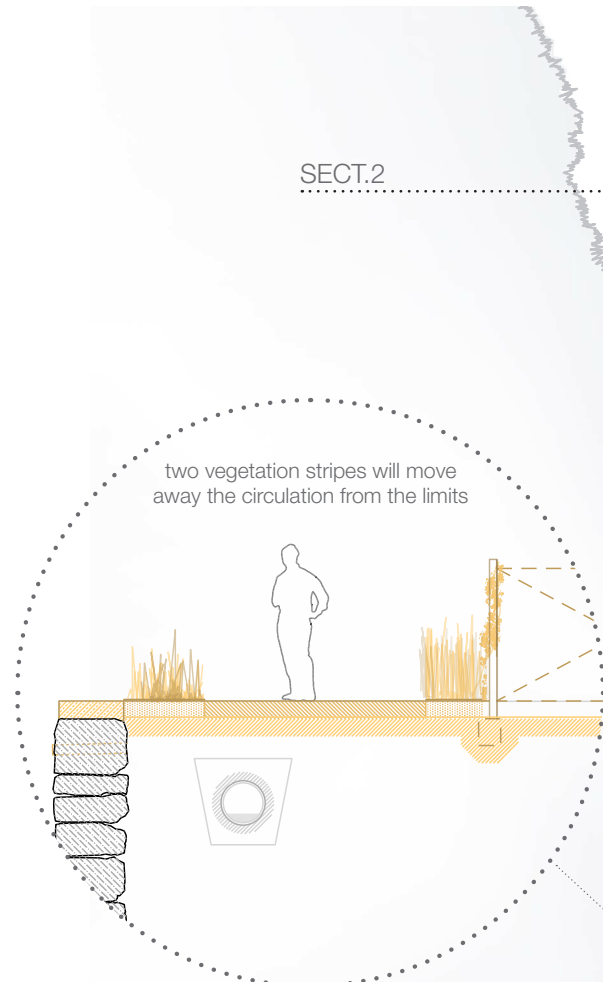 SECT.2
two vegetation stripes will move
away the circulation from the limits